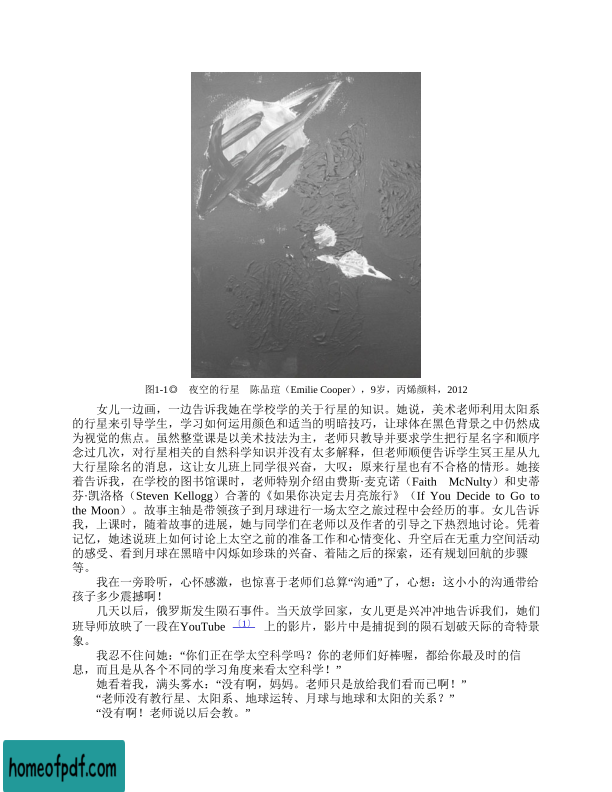 图1-1◎　夜空的行星　陈品瑄（Emilie Cooper），9岁，丙烯颜料，2012
女儿一边画，一边告诉我她在学校学的关于行星的知识。她说，美术老师利用太阳系
的行星来引导学生，学习如何运用颜色和适当的明暗技巧，让球体在黑色背景之中仍然成
为视觉的焦点。虽然整堂课是以美术技法为主，老师只教导并要求学生把行星名字和顺序
念过几次，对行星相关的自然科学知识并没有太多解释，但老师顺便告诉学生冥王星从九
大行星除名的消息，这让女儿班上同学很兴奋，大叹：原来行星也有不合格的情形。她接
着告诉我，在学校的图书馆课时，老师特别介绍由费斯·麦克诺（Faith McNulty）和史蒂
芬·凯洛格（Steven Kellogg）合著的《如果你决定去月亮旅行》（If You Decide to Go to
the Moon）。故事主轴是带领孩子到月球进行一场太空之旅过程中会经历的事。女儿告诉
我，上课时，随着故事的进展，她与同学们在老师以及作者的引导之下热烈地讨论。凭着
记忆，她述说班上如何讨论上太空之前的准备工作和心情变化、升空后在无重力空间活动
的感受、看到月球在黑暗中闪烁如珍珠的兴奋、着陆之后的探索，还有规划回航的步骤
等。
我在一旁聆听，心怀感激，也惊喜于老师们总算“沟通”了，心想：这小小的沟通带给
孩子多少震撼啊！
几天以后，俄罗斯发生陨石事件。当天放学回家，女儿更是兴冲冲地告诉我们，她们
班导师放映了一段在YouTube （1） 上的影片，影片中是捕捉到的陨石划破天际的奇特景
象。
我忍不住问她：“你们正在学太空科学吗？你的老师们好棒喔，都给你最及时的信
息，而且是从各个不同的学习角度来看太空科学！”
她看着我，满头雾水：“没有啊，妈妈。老师只是放给我们看而已啊！”
“老师没有教行星、太阳系、地球运转、月球与地球和太阳的关系？”
“没有啊！老师说以后会教。”
homeofpdf.com